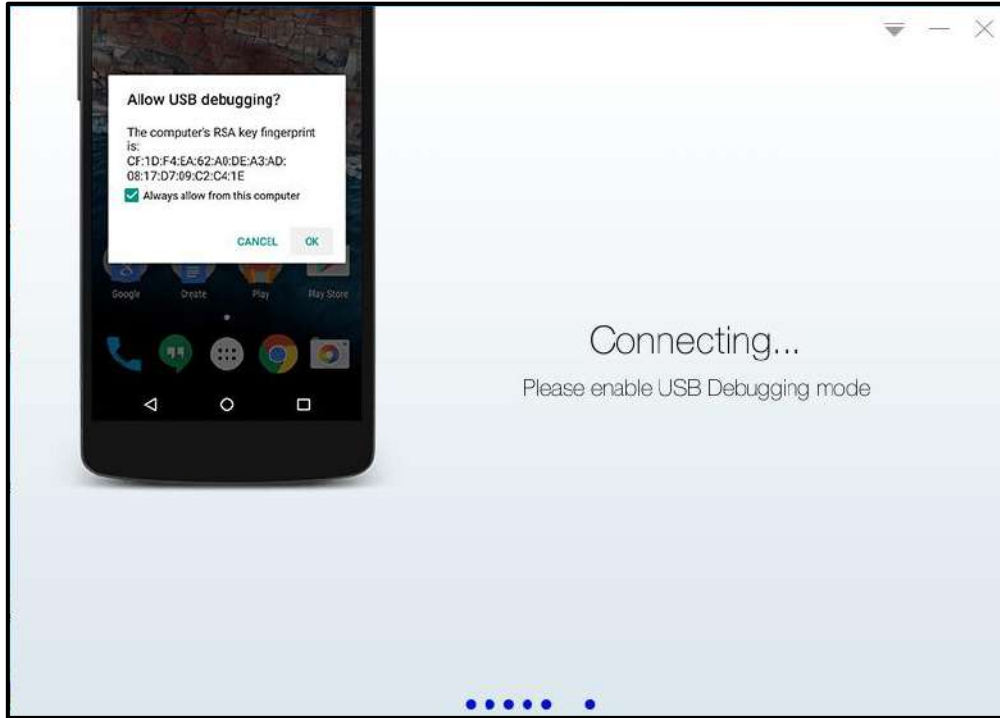 Allow USB debugging?
The computer's RSA key fingerprint
is:
CF:1D:F4:EA:62:A0:DE:A3:AD:
08:17:D7:09:C2:C4:1E
Always allow from this computer
CANCEL OK
Google Create Play Play Store
Connecting...
Please enable USB Debugging mode